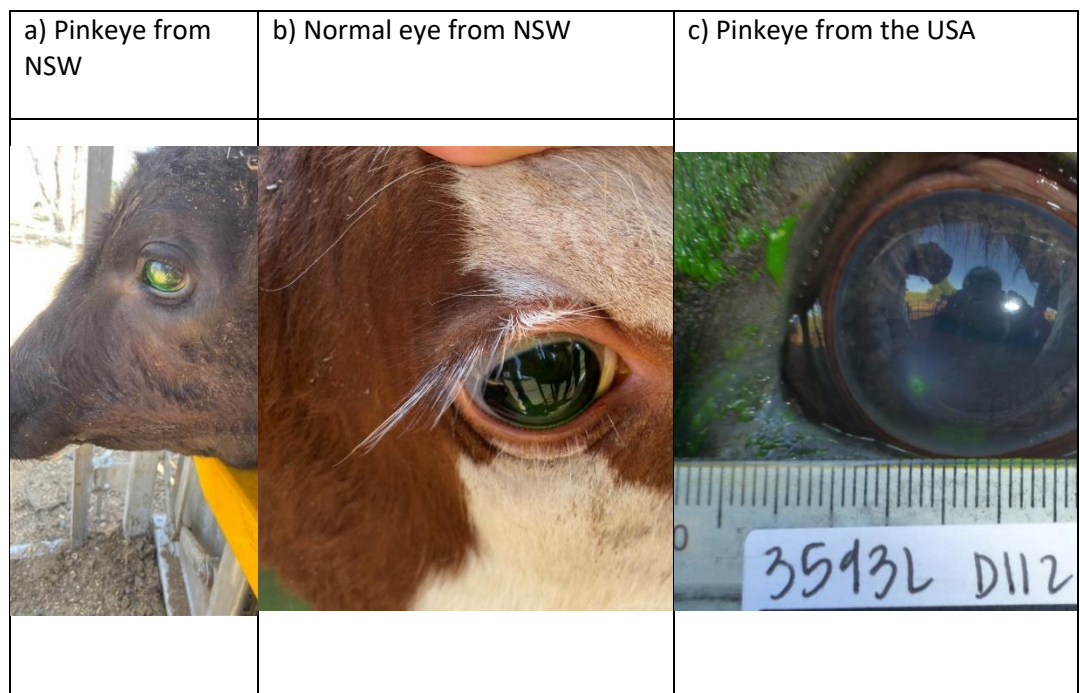 a) Pinkeye from
NSW
b) Normal eye from NSW
c) Pinkeye from the USA
0
3593L D112